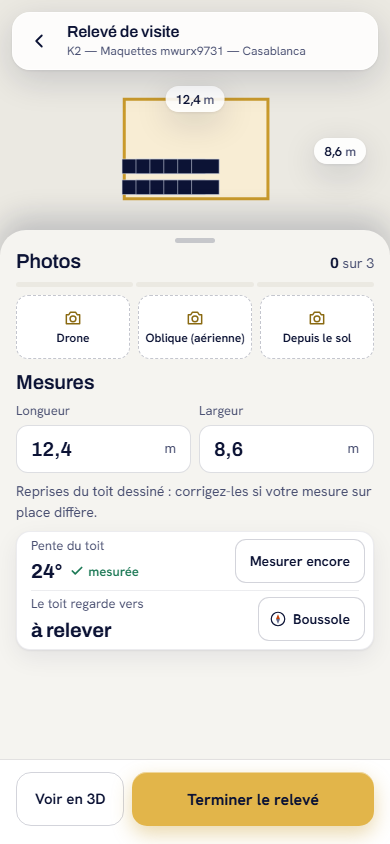 Relevé de visite
K2 — Maquettes mwurx9731 — Casablanca
12,4 m
8,6 m
Photos
0 sur 3
Drone
Oblique (aérienne)
Depuis le sol
Mesures
Longueur
Largeur
12,4 m
8,6 m
Reprises du toit dessiné : corrigez-les si votre mesure sur
place diffère.
Pente du toit
24° mesurée
Mesurer encore
Le toit regarde vers
à relever
Boussole
Voir en 3D
Terminer le relevé